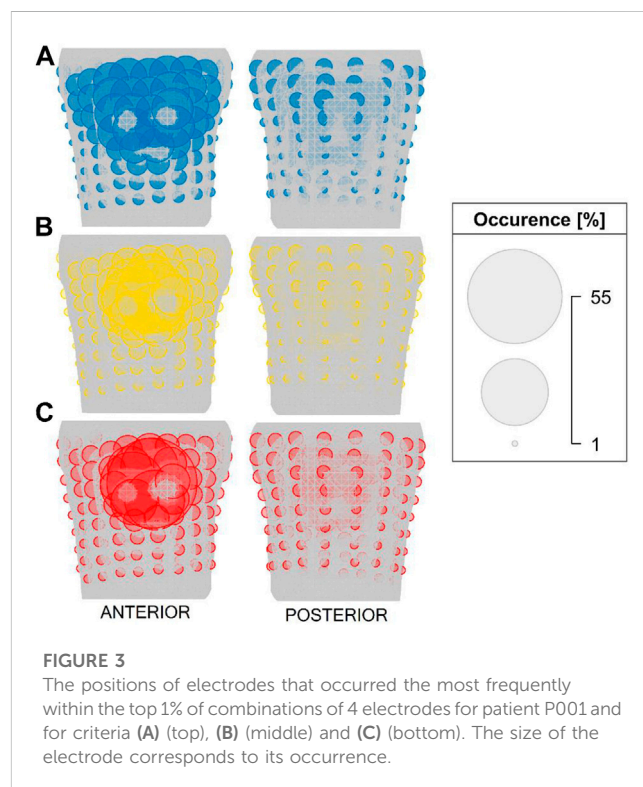 A
B
C
ANTERIOR
POSTERIOR
Occurence [%]
55
1
FIGURE 3
The positions of electrodes that occurred the most frequently
within the top 1% of combinations of 4 electrodes for patient P001 and
for criteria (A) (top), (B) (middle) and (C) (bottom). The size of the
electrode corresponds to its occurrence.